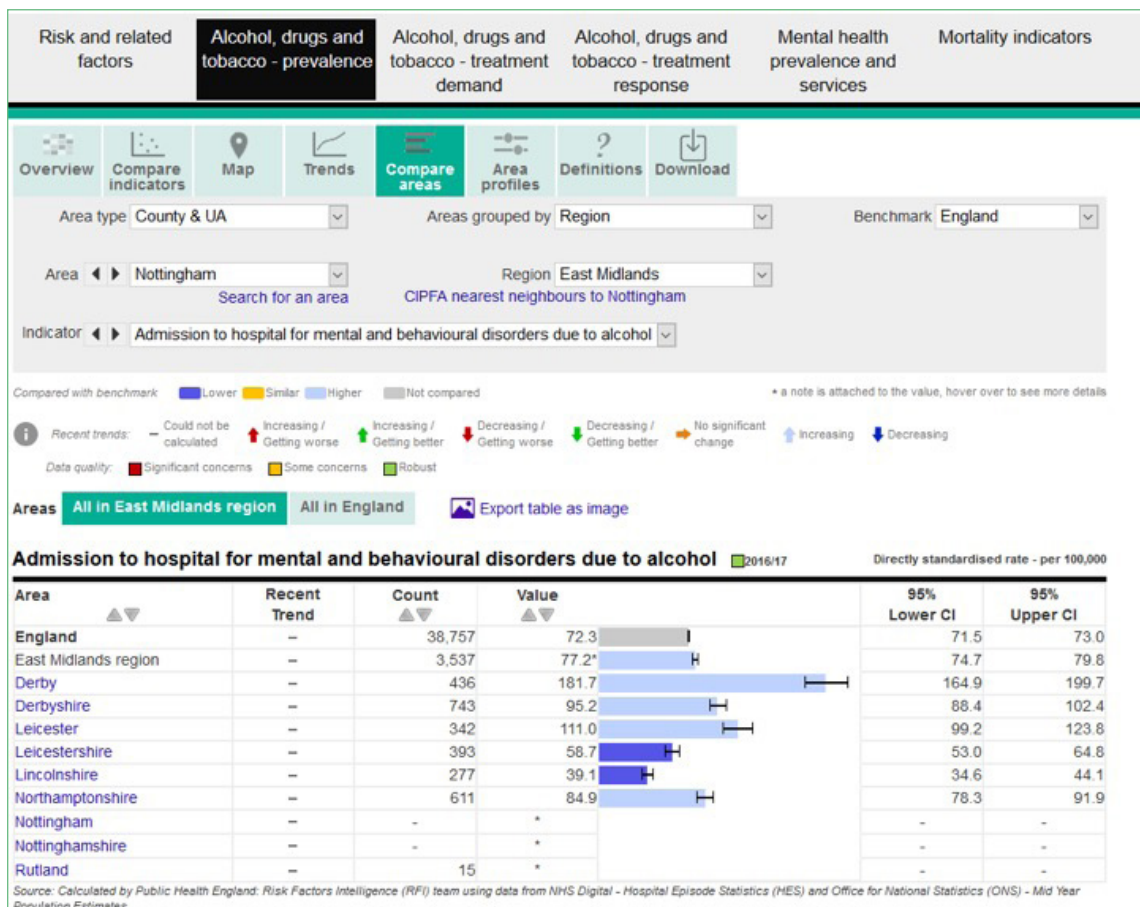 Risk and related factors
Alcohol, drugs and tobacco - prevalence
Alcohol, drugs and tobacco - treatment demand
Alcohol, drugs and tobacco - treatment response
Mental health prevalence and services
Mortality indicators
Overview
Compare indicators
Map
Trends
Compare areas
Area profiles
? Definitions
Download
Area type County & UA Areas grouped by Region Benchmark England
Area Nottingham Region East Midlands
Search for an area CIPFA nearest neighbours to Nottingham
Indicator Admission to hospital for mental and behavioural disorders due to alcohol
Compared with benchmark Lower Similar Higher Not compared * a note is attached to the value, hover over to see more details
i Recent trends: – Could not be calculated Increasing / Getting worse Increasing / Getting better Decreasing / Getting worse Decreasing / Getting better No significant change Increasing Decreasing
Data quality: Significant concerns Some concerns Robust
Areas All in East Midlands region All in England Export table as image
Admission to hospital for mental and behavioural disorders due to alcohol 2016/17 Directly standardised rate - per 100,000
Area Recent Trend Count Value 95% Lower CI 95% Upper CI
England – 38,757 72.3 71.5 73.0
East Midlands region – 3,537 77.2* 74.7 79.8
Derby – 436 181.7 164.9 199.7
Derbyshire – 743 95.2 88.4 102.4
Leicester – 342 111.0 99.2 123.8
Leicestershire – 393 58.7 53.0 64.8
Lincolnshire – 277 39.1 34.6 44.1
Northamptonshire – 611 84.9 78.3 91.9
Nottingham – - * - -
Nottinghamshire – - * - -
Rutland – 15 * - -
Source: Calculated by Public Health England: Risk Factors Intelligence (RFI) team using data from NHS Digital - Hospital Episode Statistics (HES) and Office for National Statistics (ONS) - Mid Year
Population Estimates